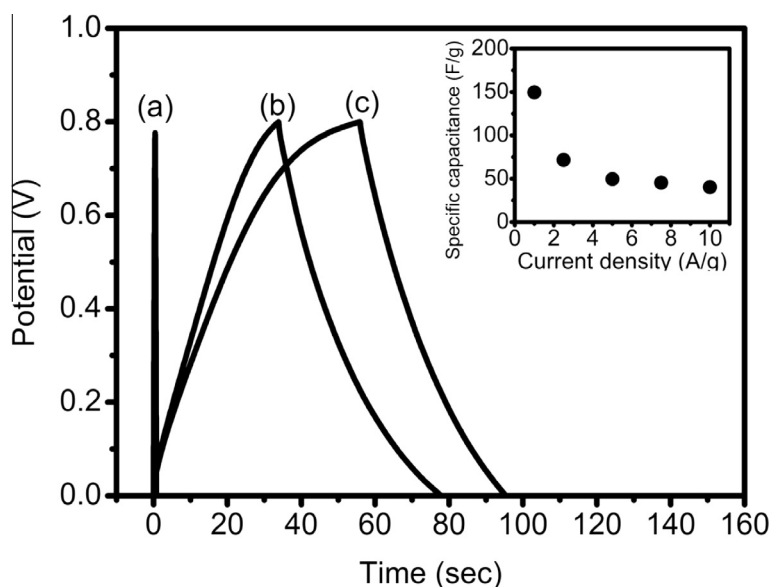 1.0
0.8
0.6
0.4
0.2
0.0
Potential (V)
(a)
(b)
(c)
0 20 40 60 80 100 120 140 160
Time (sec)
200
150
100
50
0
Specific capacitance (F/g)
0 2 4 6 8 10
Current density (A/g)